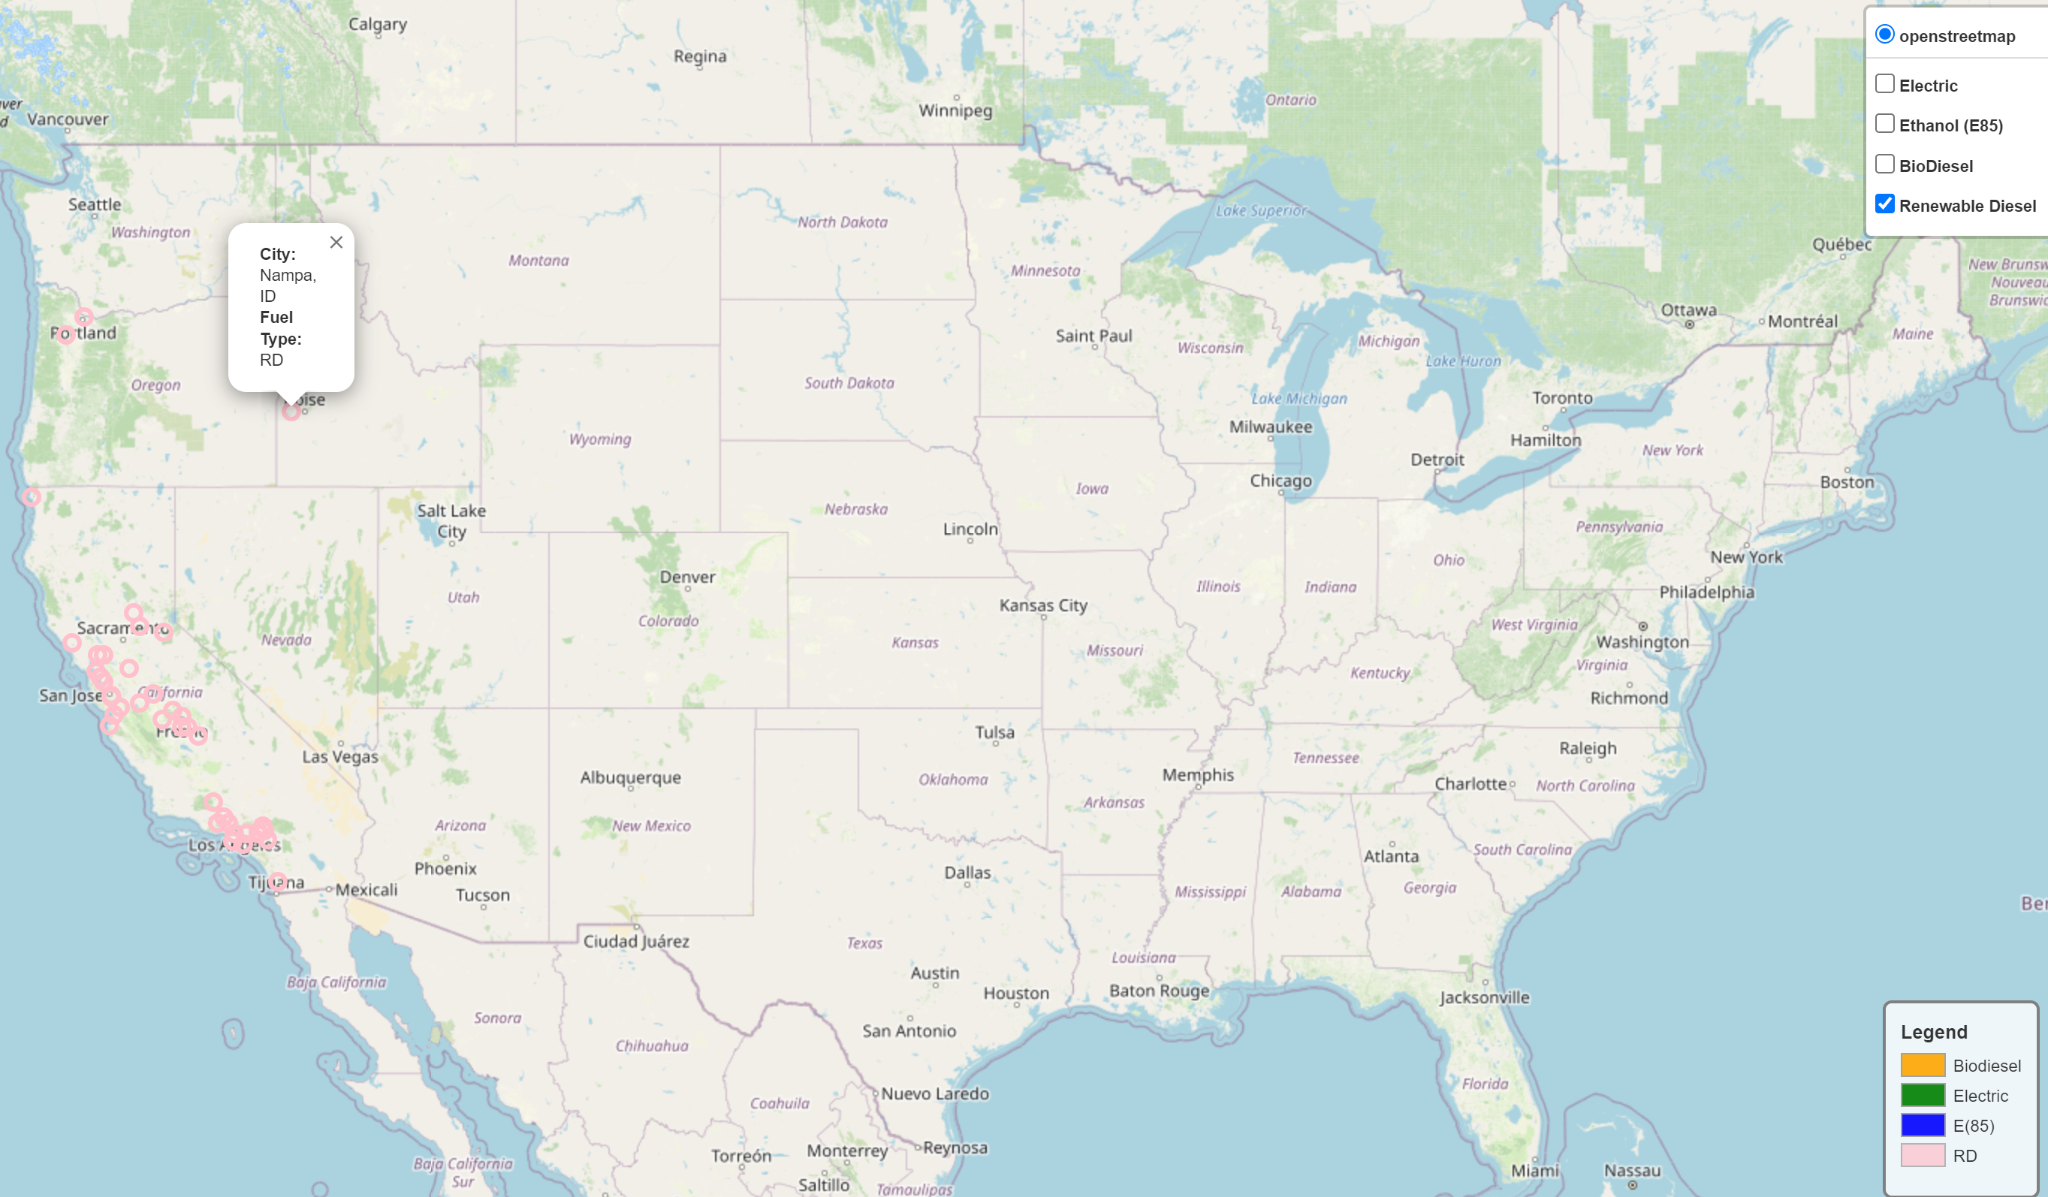 Calgary
Regina
Winnipeg
Ontario
Vancouver
Seattle
Washington
North Dakota
Montana
Minnesota
Lake Superior
Québec
Ottawa
Montréal
Maine
Portland
Saint Paul
Wisconsin
Michigan
Lake Huron
Oregon
South Dakota
Lake Michigan
Toronto
Hamilton
Milwaukee
Wyoming
Detroit
New York
Chicago
Boston
Iowa
Salt Lake
City
Nebraska
Lincoln
Pennsylvania
New York
Denver
Ohio
Illinois
Indiana
Philadelphia
Utah
Kansas City
Colorado
Kansas
Missouri
West Virginia
Washington
Virginia
Kentucky
Richmond
Sacramento
Nevada
San Jose
California
Fresno
Las Vegas
Tulsa
Albuquerque
Oklahoma
Memphis
Tennessee
Raleigh
Charlotte
North Carolina
Arkansas
Arizona
New Mexico
Los Angeles
Phoenix
Dallas
Atlanta
South Carolina
Tijuana
Mexicali
Tucson
Mississippi
Alabama
Georgia
Ciudad Juárez
Texas
Louisiana
Baja California
Austin
Houston
Baton Rouge
Jacksonville
Sonora
San Antonio
Chihuahua
Coahuila
Nuevo Laredo
Florida
Torreón
Monterrey
Reynosa
Baja California
Sur
Saltillo
Tamaulipas
Miami
Nassau
City:
Nampa,
ID
Fuel
Type:
RD
openstreetmap
Electric
Ethanol (E85)
BioDiesel
Renewable Diesel
Legend
Biodiesel
Electric
E(85)
RD